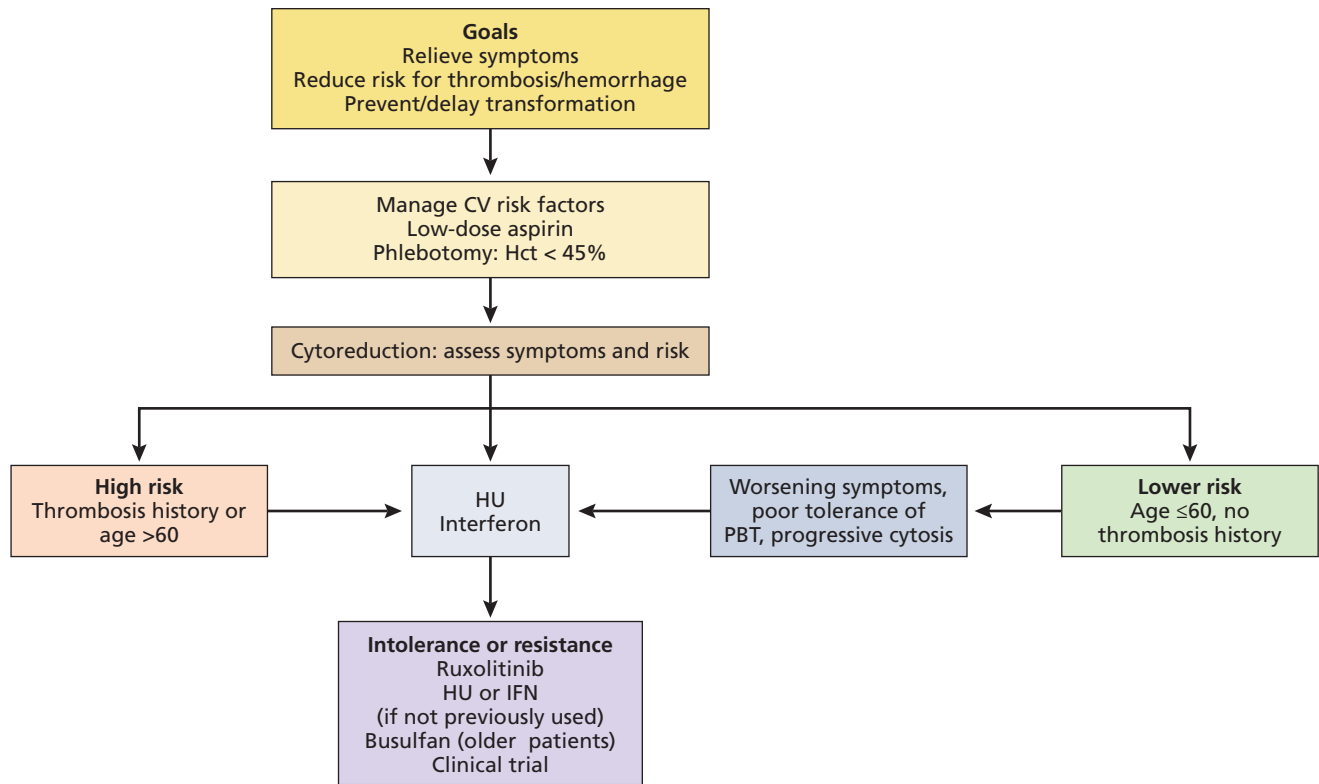 Goals
Relieve symptoms
Reduce risk for thrombosis/hemorrhage
Prevent/delay transformation
Manage CV risk factors
Low-dose aspirin
Phlebotomy: Hct < 45%
Cytoreduction: assess symptoms and risk
High risk
Thrombosis history or
age >60
HU
Interferon
Worsening symptoms,
poor tolerance of
PBT, progressive cytosis
Lower risk
Age ≤60, no
thrombosis history
Intolerance or resistance
Ruxolitinib
HU or IFN
(if not previously used)
Busulfan (older patients)
Clinical trial